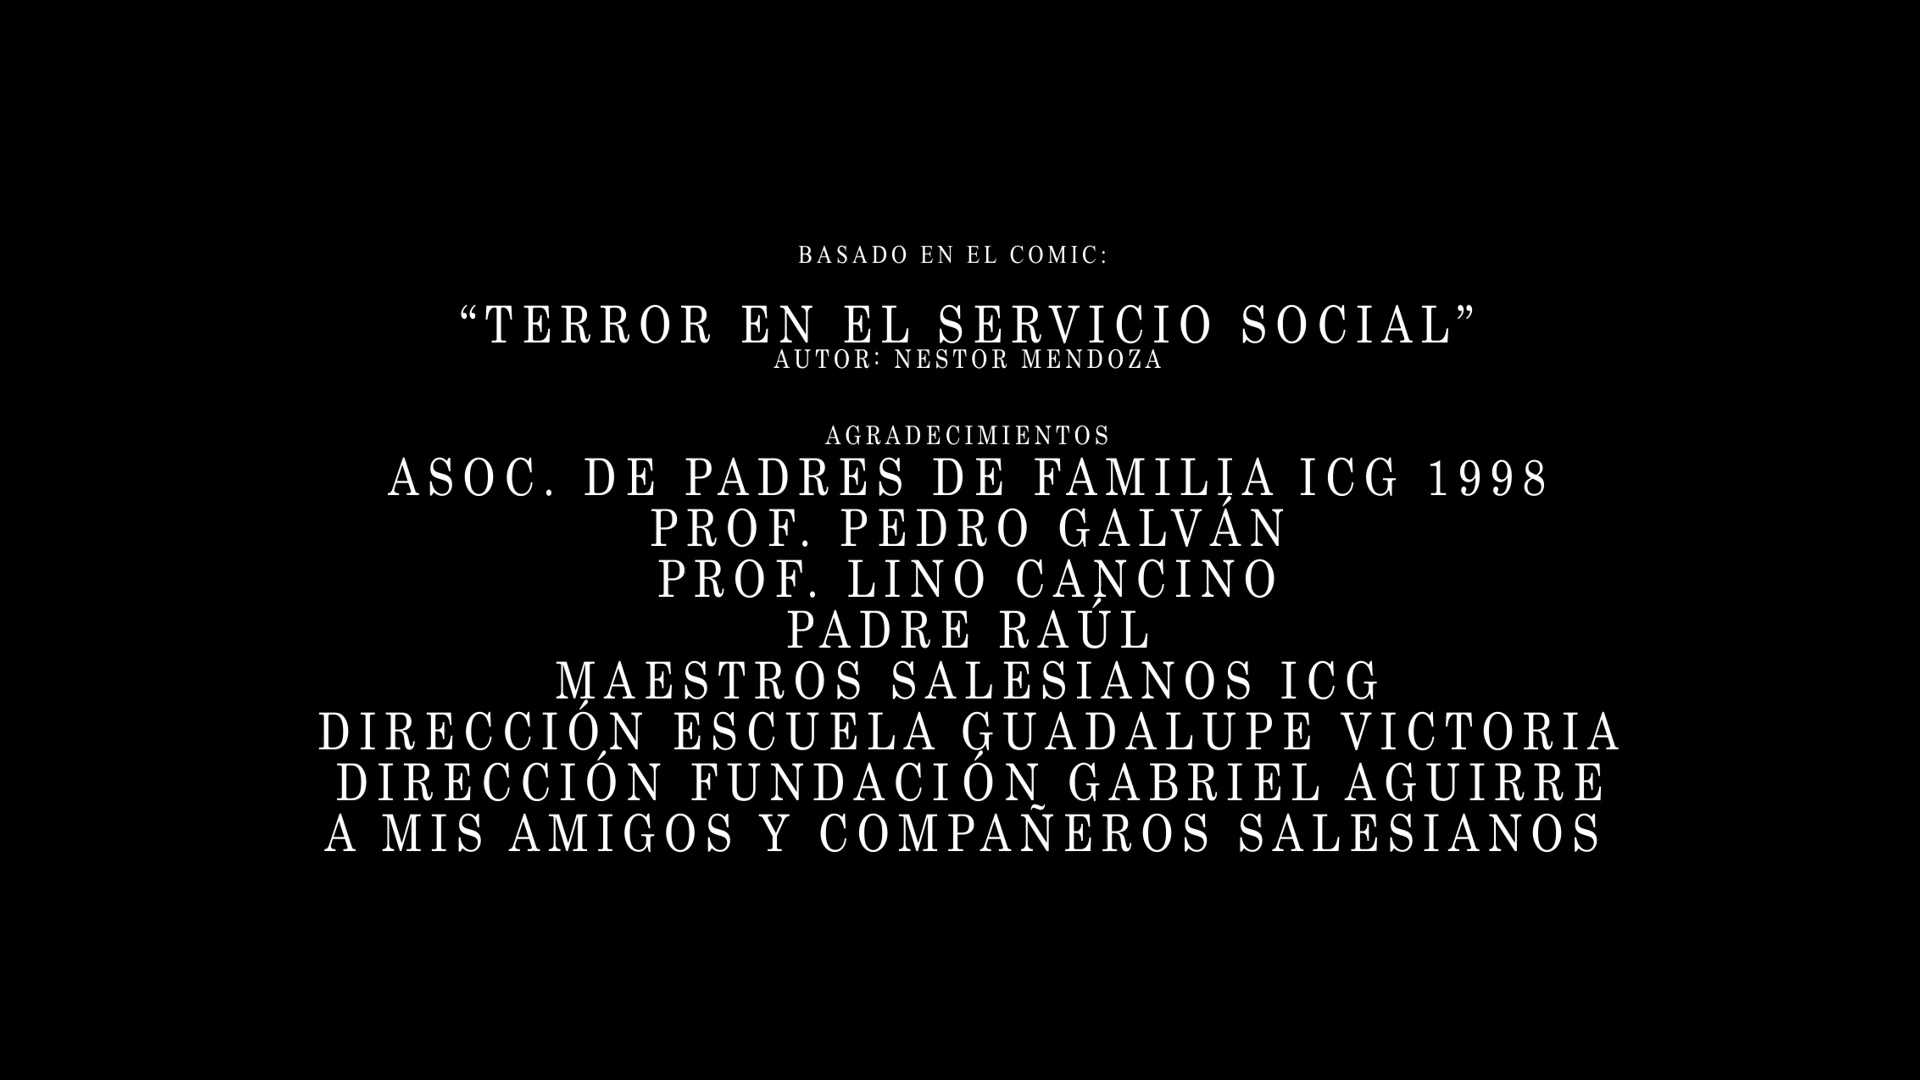 BASADO EN EL COMIC:
“TERROR EN EL SERVICIO SOCIAL”
AUTOR: NESTOR MENDOZA
AGRADECIMIENTOS
ASOC. DE PADRES DE FAMILIA ICG 1998
PROF. PEDRO GALVÁN
PROF. LINO CANCINO
PADRE RAÚL
MAESTROS SALESIANOS ICG
DIRECCIÓN ESCUELA GUADALUPE VICTORIA
DIRECCIÓN FUNDACIÓN GABRIEL AGUIRRE
A MIS AMIGOS Y COMPAÑEROS SALESIANOS